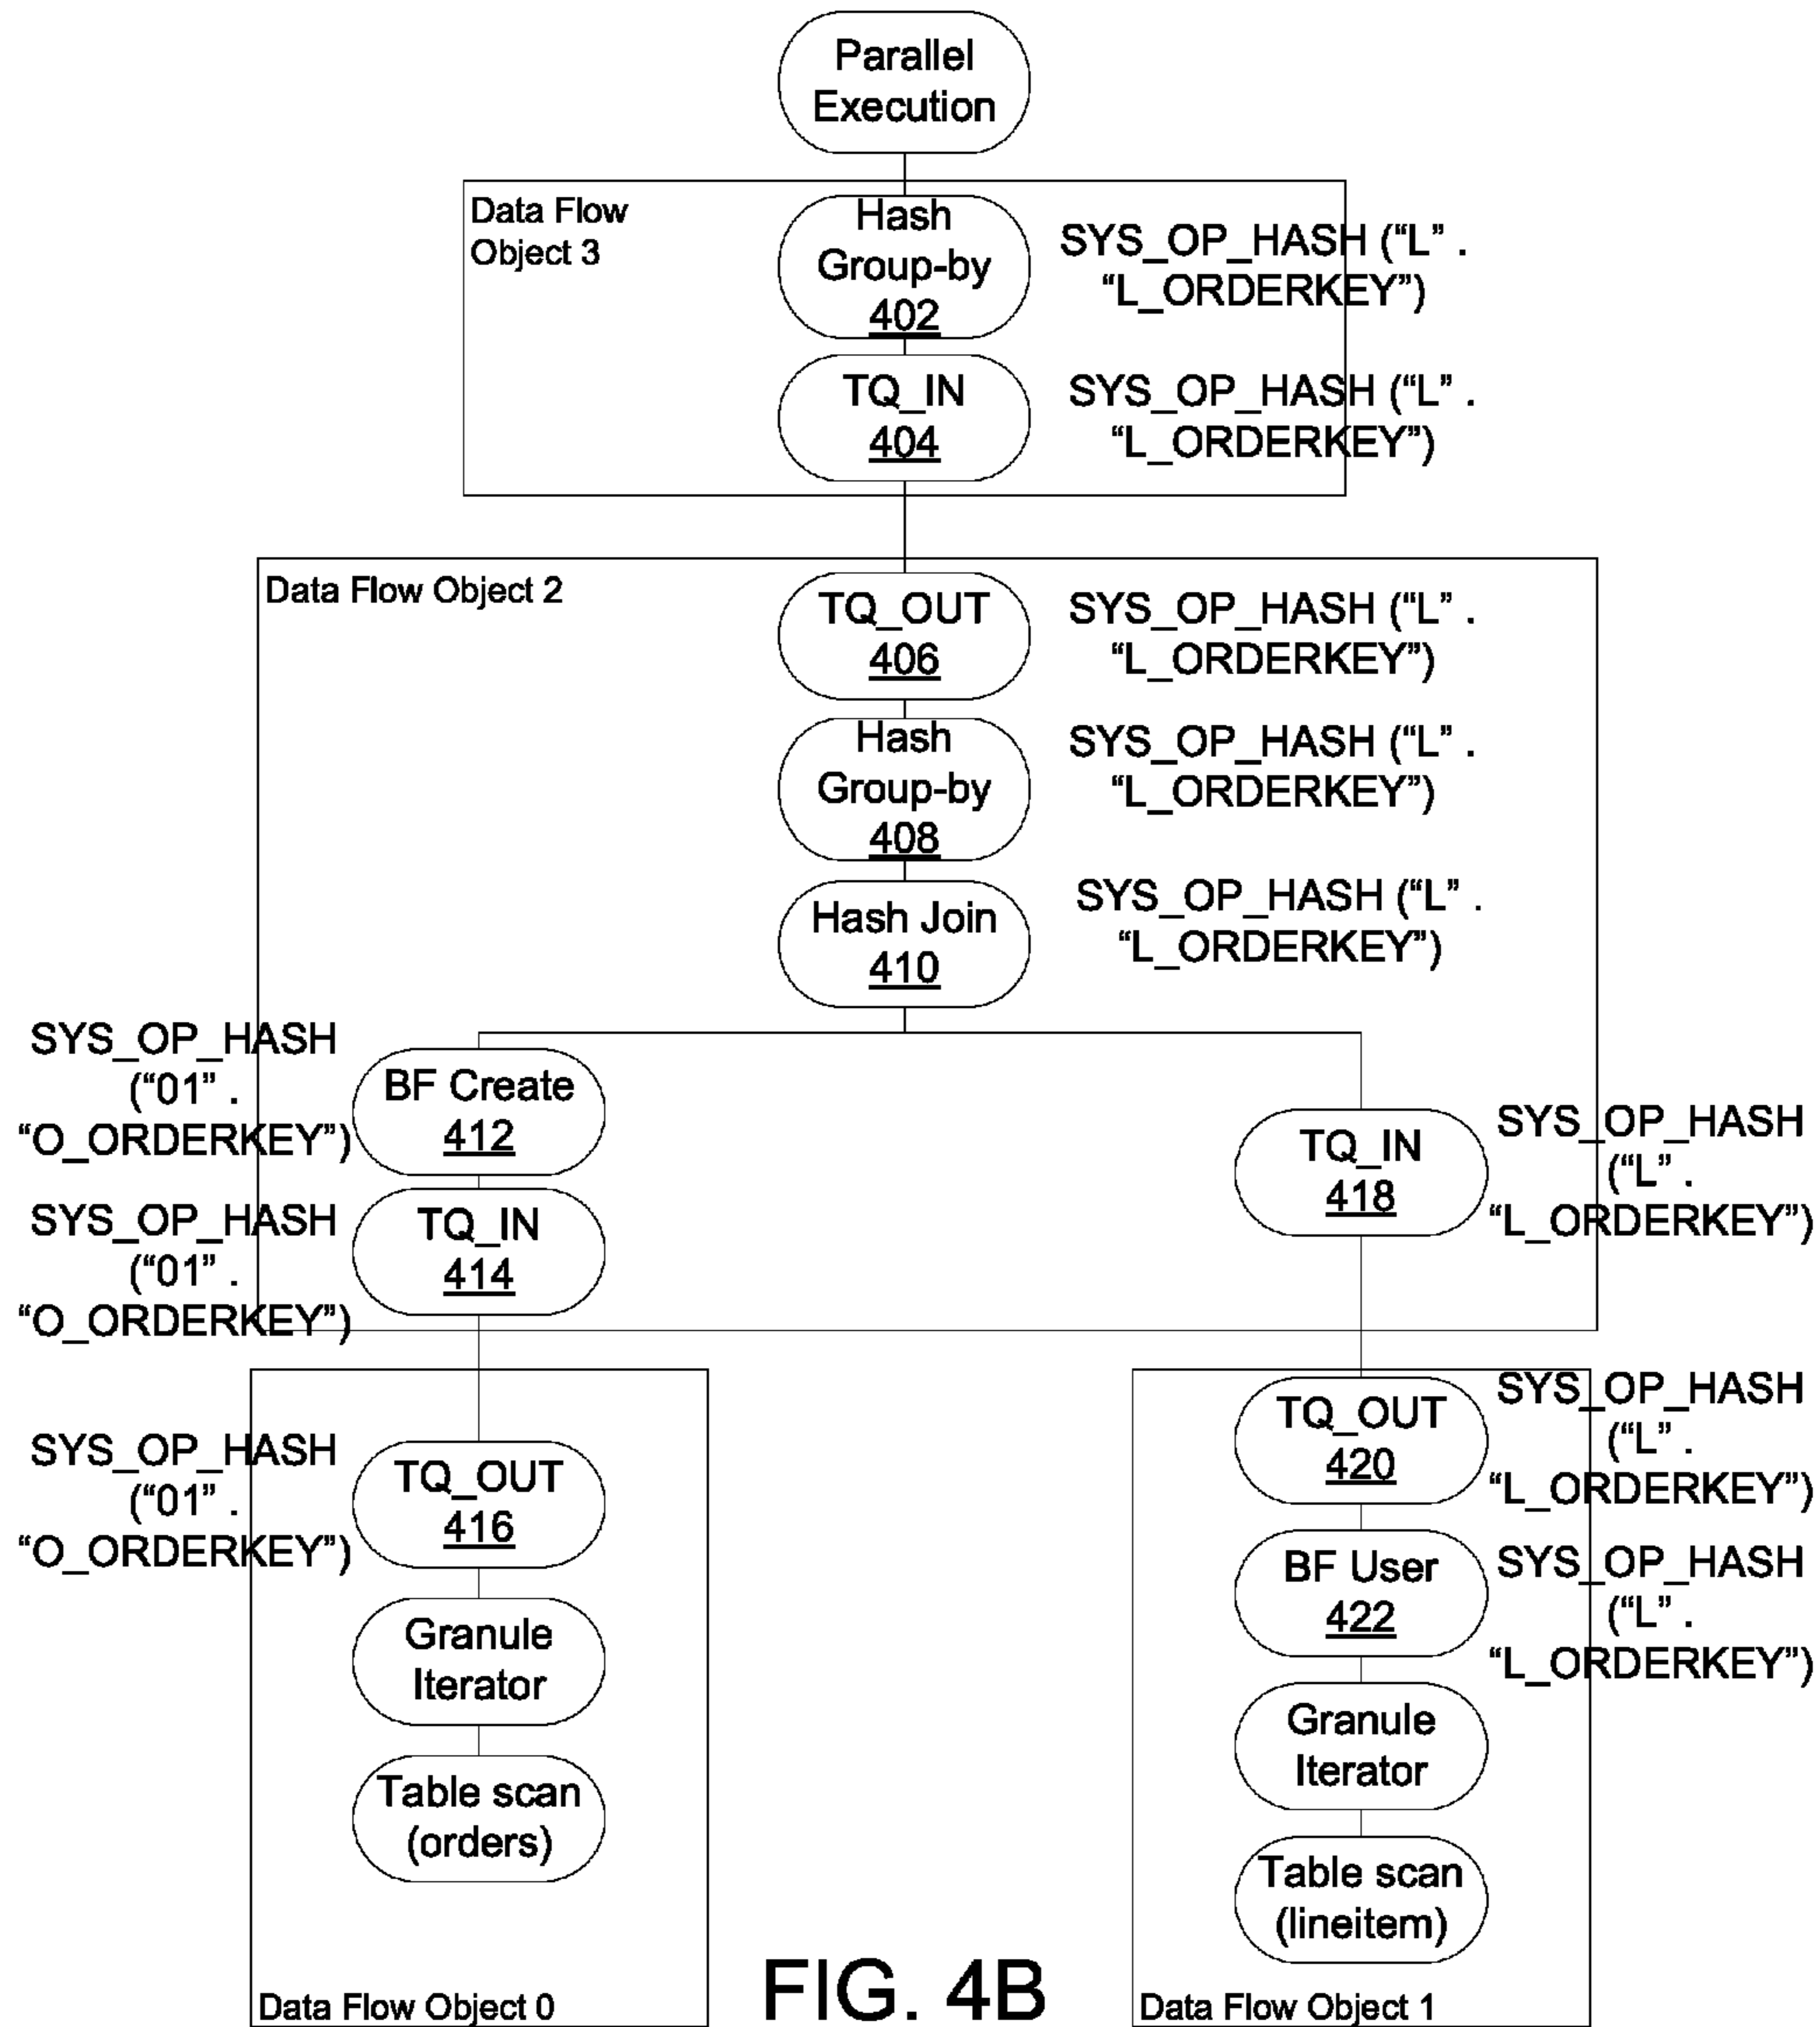 Parallel
Execution
Data Flow
Object 3
Hash
Group-by
402
SYS_OP_HASH (“L” .
“L_ORDERKEY”)
TQ_IN
404
SYS_OP_HASH (“L” .
“L_ORDERKEY”)
Data Flow Object 2
TQ_OUT
406
SYS_OP_HASH (“L” .
“L_ORDERKEY”)
Hash
Group-by
408
SYS_OP_HASH (“L” .
“L_ORDERKEY”)
Hash Join
410
SYS_OP_HASH (“L” .
“L_ORDERKEY”)
SYS_OP_HASH
(“01” .
“O_ORDERKEY”)
BF Create
412
SYS_OP_HASH
(“01” .
“O_ORDERKEY”)
TQ_IN
414
TQ_IN
418
SYS_OP_HASH
(“L” .
“L_ORDERKEY”)
SYS_OP_HASH
(“01” .
“O_ORDERKEY”)
TQ_OUT
416
Granule
Iterator
Table scan
(orders)
Data Flow Object 0
TQ_OUT
420
SYS_OP_HASH
(“L” .
“L_ORDERKEY”)
BF User
422
SYS_OP_HASH
(“L” .
“L_ORDERKEY”)
Granule
Iterator
Table scan
(lineitem)
Data Flow Object 1
FIG. 4B